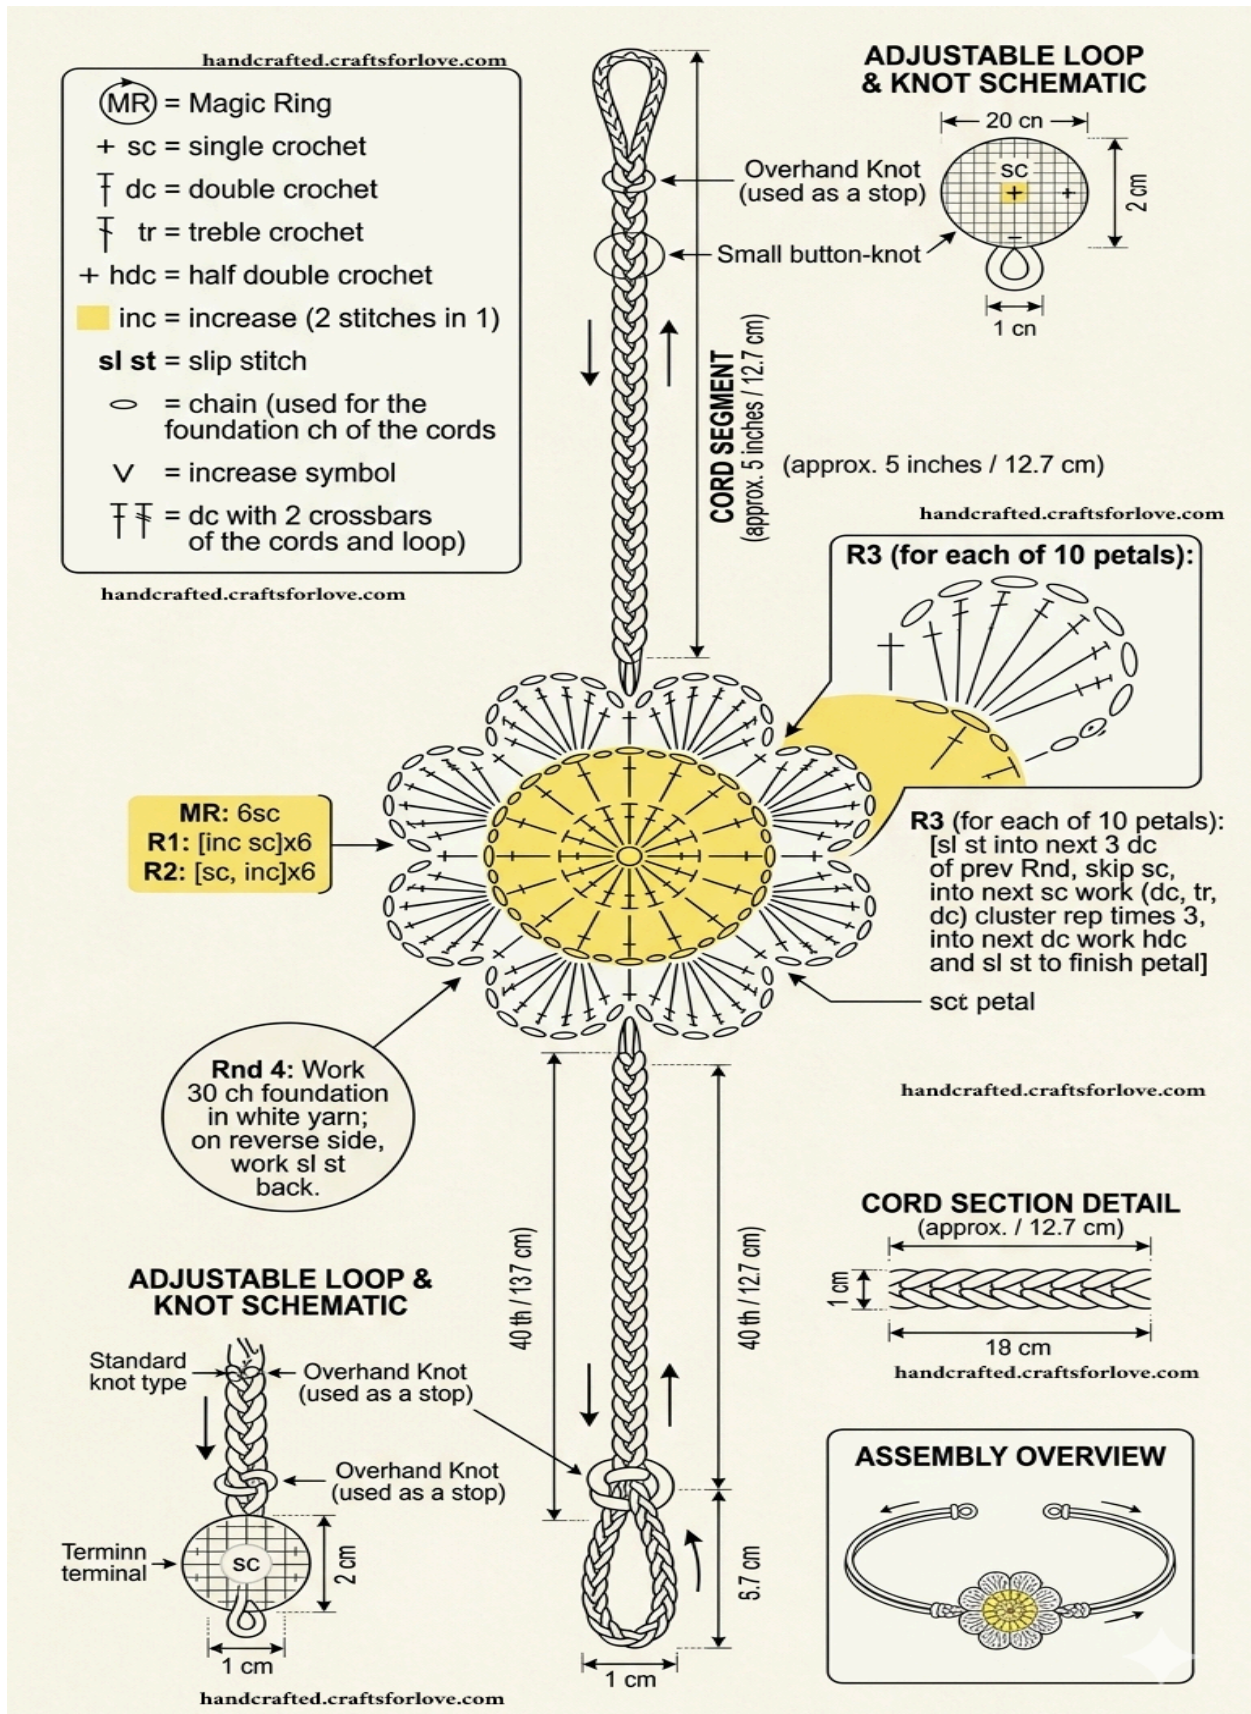 handcrafted.craftsforlove.com
MR = Magic Ring
+ sc = single crochet
dc = double crochet
tr = treble crochet
+ hdc = half double crochet
inc = increase (2 stitches in 1)
sl st = slip stitch
= chain (used for the
foundation ch of the cords
V = increase symbol
= dc with 2 crossbars
of the cords and loop)
handcrafted.craftsforlove.com
ADJUSTABLE LOOP
& KNOT SCHEMATIC
20 cn
sc
+
+
2 cm
1 cn
Overhand Knot
(used as a stop)
Small button-knot
CORD SEGMENT
(approx. 5 inches / 12.7 cm)
(approx. 5 inches / 12.7 cm)
handcrafted.craftsforlove.com
R3 (for each of 10 petals):
MR: 6sc
R1: [inc sc]x6
R2: [sc, inc]x6
R3 (for each of 10 petals):
[sl st into next 3 dc
of prev Rnd, skip sc,
into next sc work (dc, tr,
dc) cluster rep times 3,
into next dc work hdc
and sl st to finish petal]
sct petal
Rnd 4: Work
30 ch foundation
in white yarn;
on reverse side,
work sl st
back.
handcrafted.craftsforlove.com
40 th / 137 cm)
40 th / 12.7 cm)
6.7 cm
1 cm
CORD SECTION DETAIL
(approx. / 12.7 cm)
1 cm
18 cm
handcrafted.craftsforlove.com
ADJUSTABLE LOOP &
KNOT SCHEMATIC
Standard
knot type
Overhand Knot
(used as a stop)
Overhand Knot
(used as a stop)
Terminn
terminal
sc
2 cm
1 cm
handcrafted.craftsforlove.com
ASSEMBLY OVERVIEW